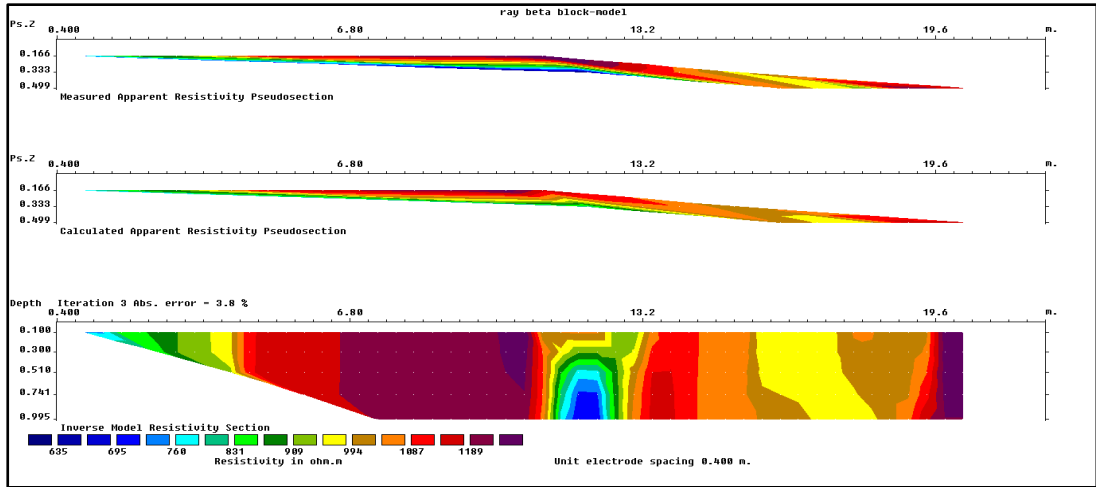 ray beta block-model
Ps.Z 0.400 6.80 13.2 19.6 m.
0.166
0.333
0.499
Measured Apparent Resistivity Pseudosection
Ps.Z 0.400 6.80 13.2 19.6 m.
0.166
0.333
0.499
Calculated Apparent Resistivity Pseudosection
Depth Iteration 3 Abs. error = 3.8 %
0.400 6.80 13.2 19.6 m.
0.100
0.300
0.510
0.741
0.995
Inverse Model Resistivity Section
635 695 760 831 909 994 1087 1189
Resistivity in ohm.m Unit electrode spacing 0.400 m.